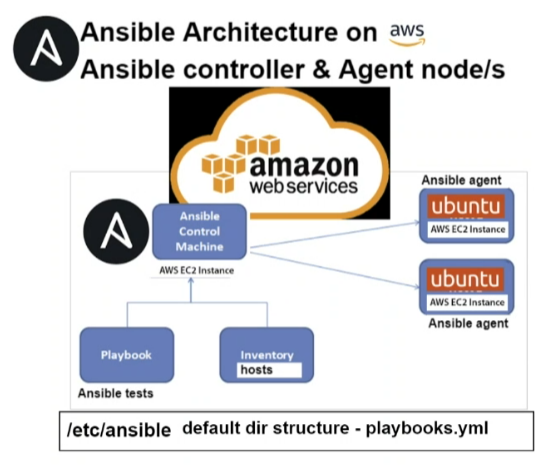 Ansible Architecture on aws
Ansible controller & Agent node/s
amazon
web services
Ansible agent
ubuntu
AWS EC2 Instance
Ansible
Control
Machine
AWS EC2 Instance
ubuntu
AWS EC2 Instance
Ansible agent
Playbook
Inventory
hosts
Ansible tests
/etc/ansible default dir structure - playbooks.yml